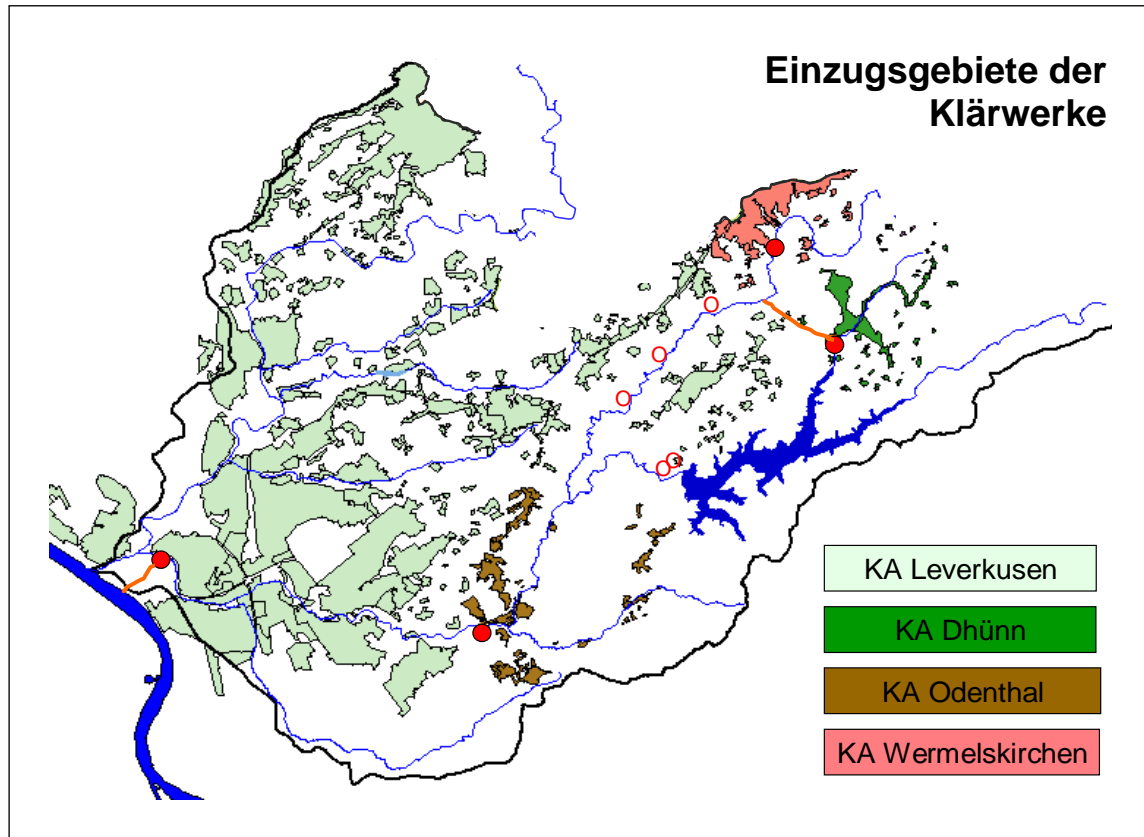 Einzugsgebiete der
Klärwerke
KA Leverkusen
KA Dhünn
KA Odenthal
KA Wermelskirchen